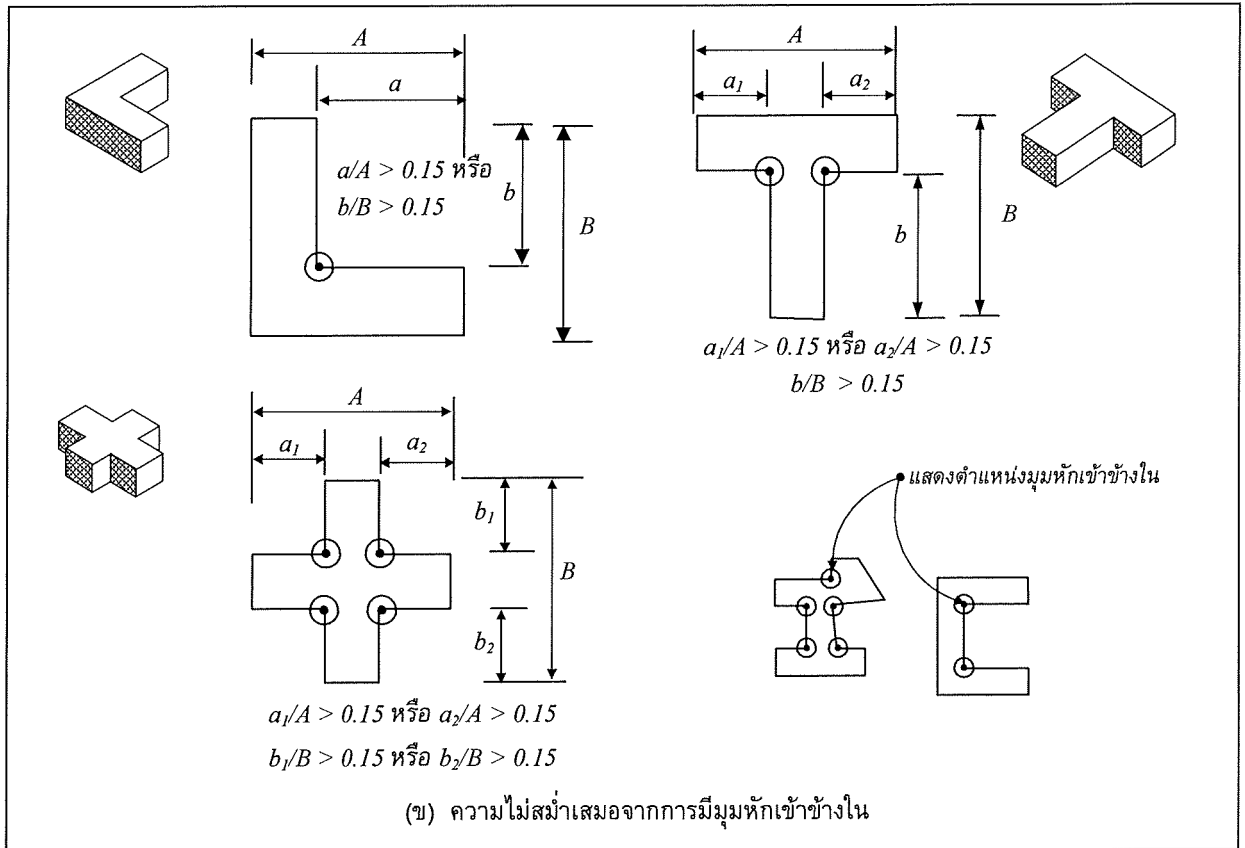 A
a
a/A > 0.15 หรือ
b/B > 0.15
b
B
A
a₁
a₂
b
B
a₁/A > 0.15 หรือ a₂/A > 0.15
b/B > 0.15
A
a₁
a₂
b₁
B
b₂
a₁/A > 0.15 หรือ a₂/A > 0.15
b₁/B > 0.15 หรือ b₂/B > 0.15
แสดงตำแหน่งมุมหักเข้าข้างใน
(ข) ความไม่สม่ำเสมอจากการมีมุมหักเข้าข้างใน